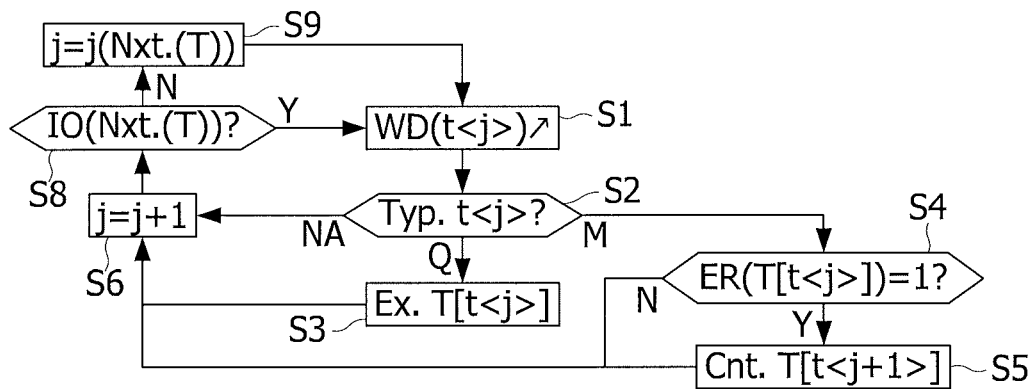 j=j(Nxt.(T))
S9
N
IO(Nxt.(T))?
Y
S8
WD(t<j>)↗
S1
j=j+1
S6
NA
Typ. t<j>?
S2
M
Q
S4
ER(T[t<j>])=1?
N
Y
Ex. T[t<j>]
S3
Cnt. T[t<j+1>]
S5